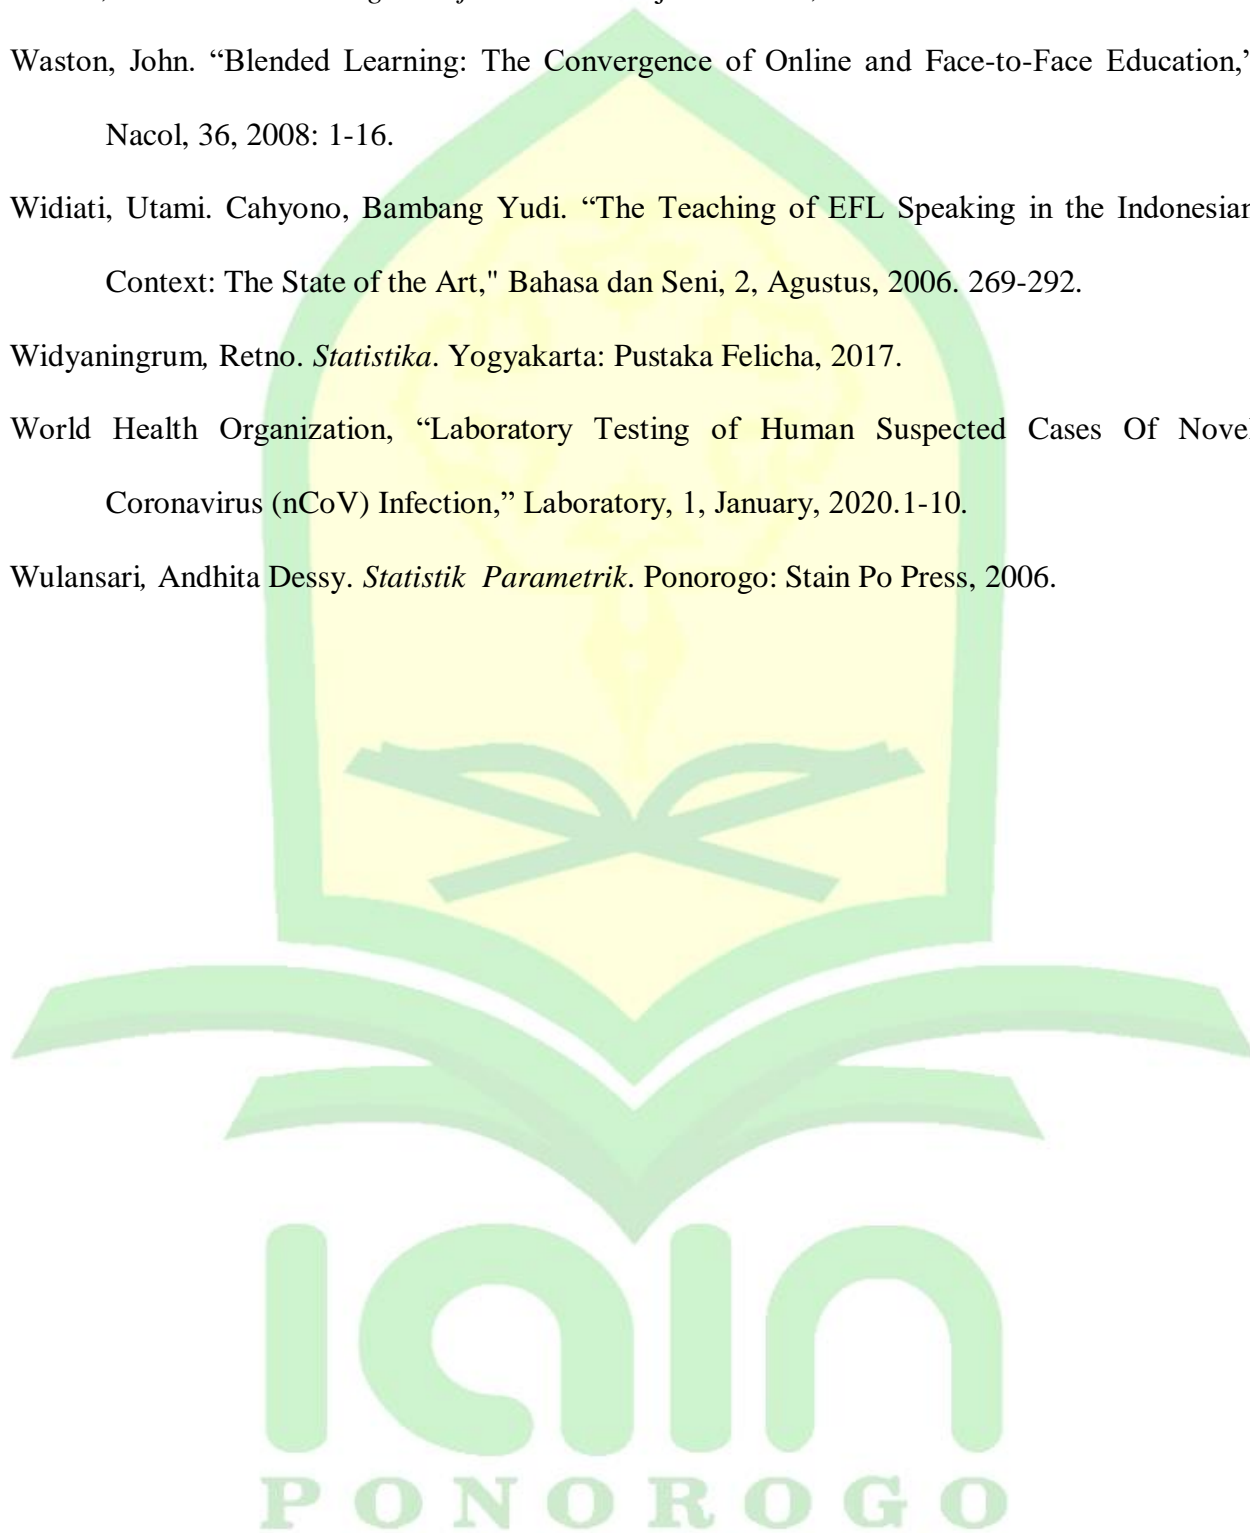 Waston, John. “Blended Learning: The Convergence of Online and Face-to-Face Education,”
Nacol, 36, 2008: 1-16.
Widiati, Utami. Cahyono, Bambang Yudi. “The Teaching of EFL Speaking in the Indonesian
Context: The State of the Art," Bahasa dan Seni, 2, Agustus, 2006. 269-292.
Widyaningrum, Retno. Statistika. Yogyakarta: Pustaka Felicha, 2017.
World Health Organization, “Laboratory Testing of Human Suspected Cases Of Novel
Coronavirus (nCoV) Infection,” Laboratory, 1, January, 2020.1-10.
Wulansari, Andhita Dessy. Statistik Parametrik. Ponorogo: Stain Po Press, 2006.
iain
PONOROGO